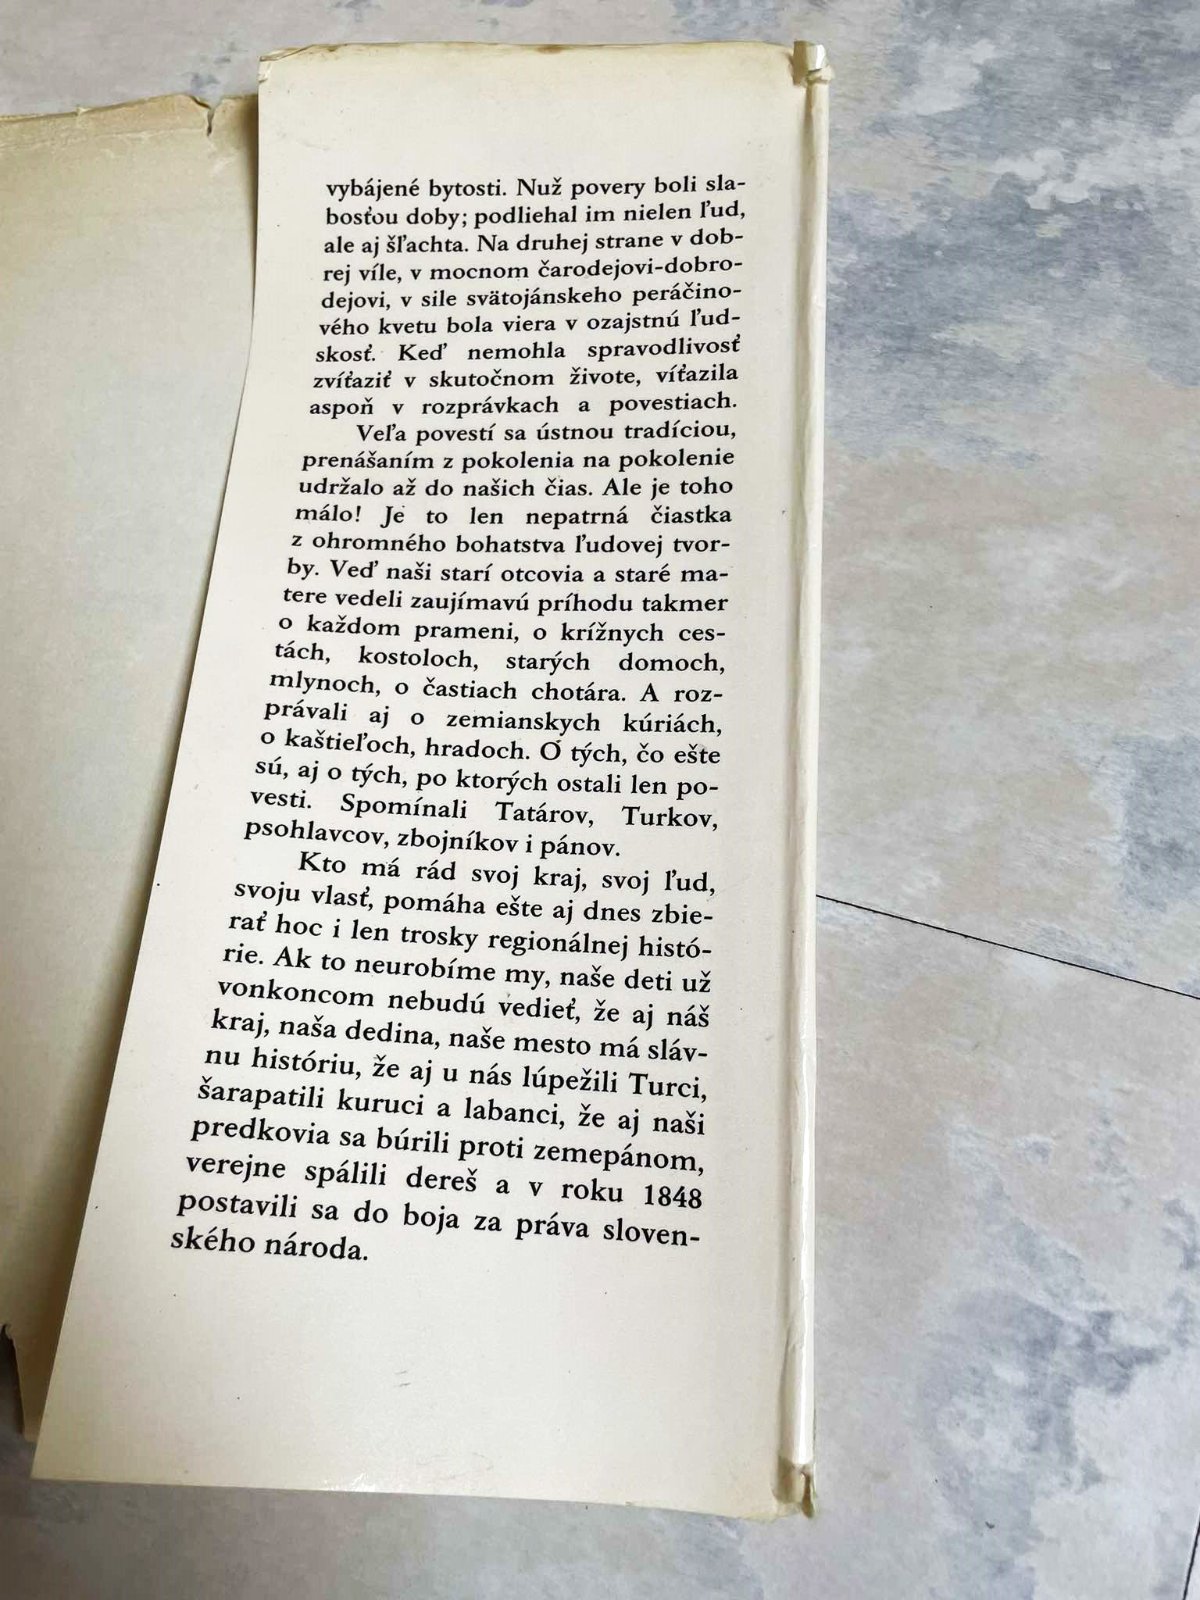 vybájené bytosti. Nuž povery boli sla-
bosťou doby; podliehal im nielen ľud,
ale aj šľachta. Na druhej strane v dob-
rej víle, v mocnom čarodejovi-dobro-
dejovi, v sile svätojánskeho peráčino-
vého kvetu bola viera v ozajstnú ľud-
skosť. Keď nemohla spravodlivosť
zvíťaziť v skutočnom živote, víťazila
aspoň v rozprávkach a povestiach.
Veľa povestí sa ústnou tradíciou,
prenášaním z pokolenia na pokolenie
udržalo až do našich čias. Ale je toho
málo! Je to len nepatrná čiastka
z ohromného bohatstva ľudovej tvor-
by. Veď naši starí otcovia a staré ma-
tere vedeli zaujímavú príhodu takmer
o každom prameni, o krížnych ces-
tách, kostoloch, starých domoch,
mlynoch, o častiach chotára. A roz-
právali aj o zemianskych kúriách,
o kaštieľoch, hradoch. O tých, čo ešte
sú, aj o tých, po ktorých ostali len po-
vesti. Spomínali Tatárov, Turkov,
psohlavcov, zbojníkov i pánov.
Kto má rád svoj kraj, svoj ľud,
svoju vlasť, pomáha ešte aj dnes zbie-
rať hoc i len trosky regionálnej histó-
rie. Ak to neurobíme my, naše deti už
vonkoncom nebudú vedieť, že aj náš
kraj, naša dedina, naše mesto má sláv-
nu históriu, že aj u nás lúpežili Turci,
šarapatili kuruci a labanci, že aj naši
predkovia sa búrili proti zemepánom,
verejne spálili dereš a v roku 1848
postavili sa do boja za práva sloven-
ského národa.